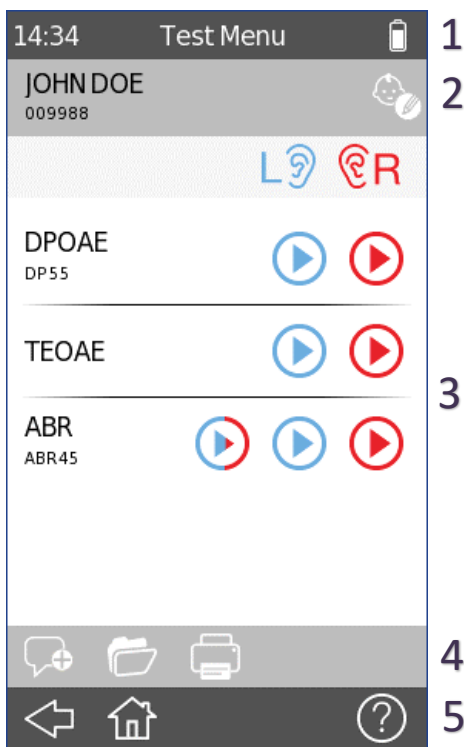 14:34 Test Menu 1
JOHN DOE 2
009988
L R
DPOAE
DP55
TEOAE
3
ABR
ABR45
4
? 5